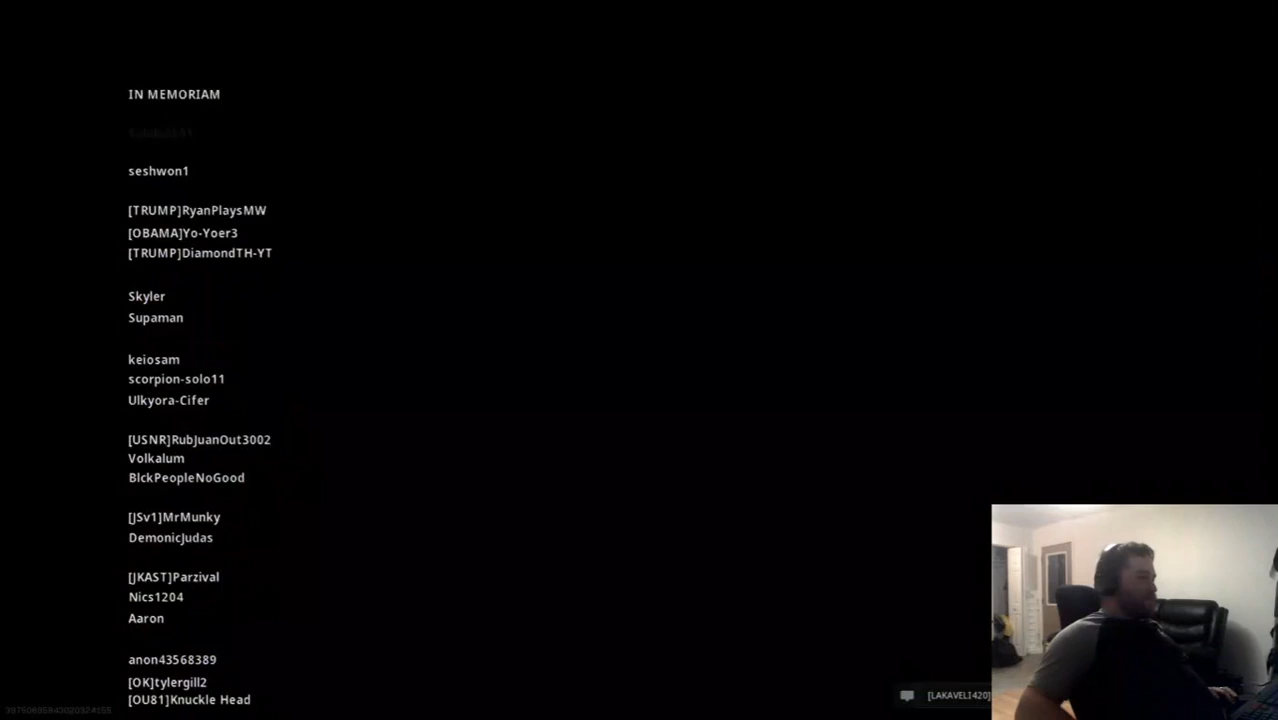 IN MEMORIAM
seshwon1
[TRUMP]RyanPlaysMW
[OBAMA]Yo-Yoer3
[TRUMP]DiamondTH-YT
Skyler
Supaman
keiosam
scorpion-solo11
Ulkyora-Cifer
[USNR]RubJuanOut3002
Volkalum
BlckPeopleNoGood
[JSv1]MrMunky
DemonicJudas
[JKAST]Parzival
Nics1204
Aaron
anon43568389
[OK]tylergill2
[OU81]Knuckle Head
[LAKAVELI420]